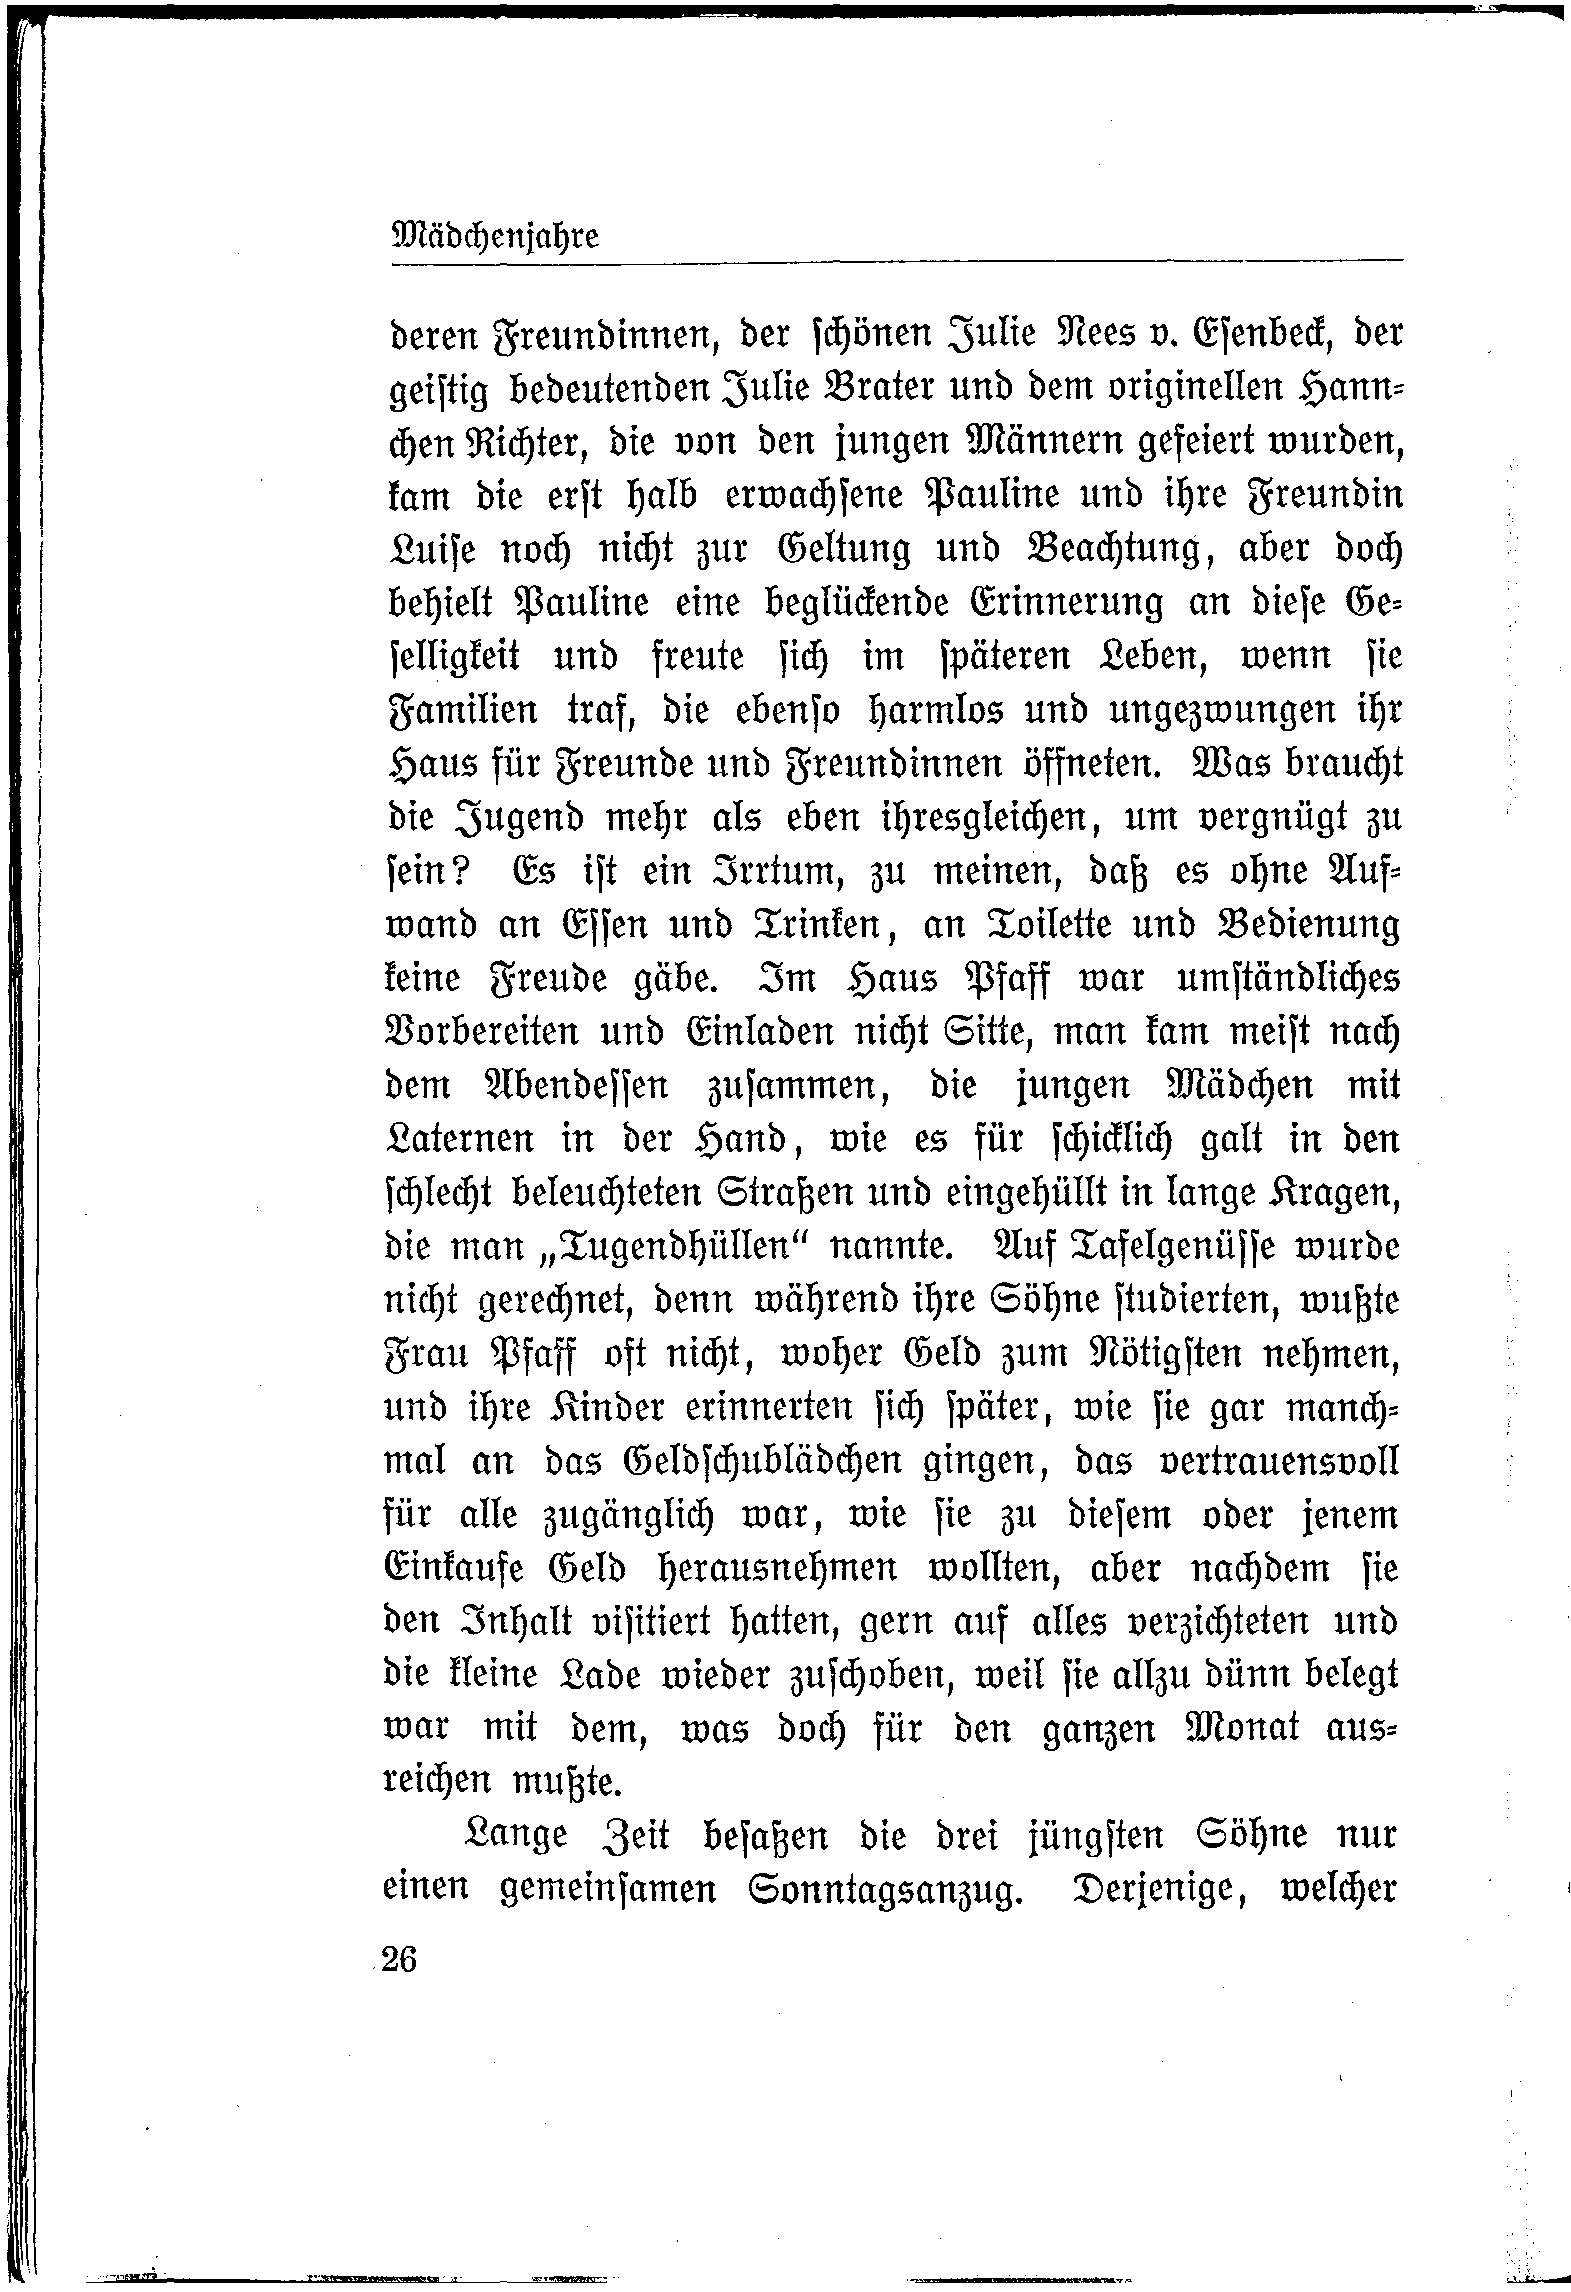 Mädchenjahre
deren Freundinnen, der schönen Julie Nees v. Esenbeck, der
geistig bedeutenden Julie Brater und dem originellen Hann-
chen Richter, die von den jungen Männern gefeiert wurden,
kam die erst halb erwachsene Pauline und ihre Freundin
Luise noch nicht zur Geltung und Beachtung, aber doch
behielt Pauline eine beglückende Erinnerung an diese Ge-
selligkeit und freute sich im späteren Leben, wenn sie
Familien traf, die ebenso harmlos und ungezwungen ihr
Haus für Freunde und Freundinnen öffneten. Was braucht
die Jugend mehr als eben ihresgleichen, um vergnügt zu
sein? Es ist ein Irrtum, zu meinen, daß es ohne Auf-
wand an Essen und Trinken, an Toilette und Bedienung
keine Freude gäbe. Im Haus Pfaff war umständliches
Vorbereiten und Einladen nicht Sitte, man kam meist nach
dem Abendessen zusammen, die jungen Mädchen mit
Laternen in der Hand, wie es für schicklich galt in den
schlecht beleuchteten Straßen und eingehüllt in lange Kragen,
die man „Tugendhüllen“ nannte. Auf Tafelgenüsse wurde
nicht gerechnet, denn während ihre Söhne studierten, wußte
Frau Pfaff oft nicht, woher Geld zum Nötigsten nehmen,
und ihre Kinder erinnerten sich später, wie sie gar manch-
mal an das Geldschublädchen gingen, das vertrauensvoll
für alle zugänglich war, wie sie zu diesem oder jenem
Einkaufe Geld herausnehmen wollten, aber nachdem sie
den Inhalt visitiert hatten, gern auf alles verzichteten und
die kleine Lade wieder zuschoben, weil sie allzu dünn belegt
war mit dem, was doch für den ganzen Monat aus-
reichen mußte.
Lange Zeit besaßen die drei jüngsten Söhne nur
einen gemeinsamen Sonntagsanzug. Derjenige, welcher
26